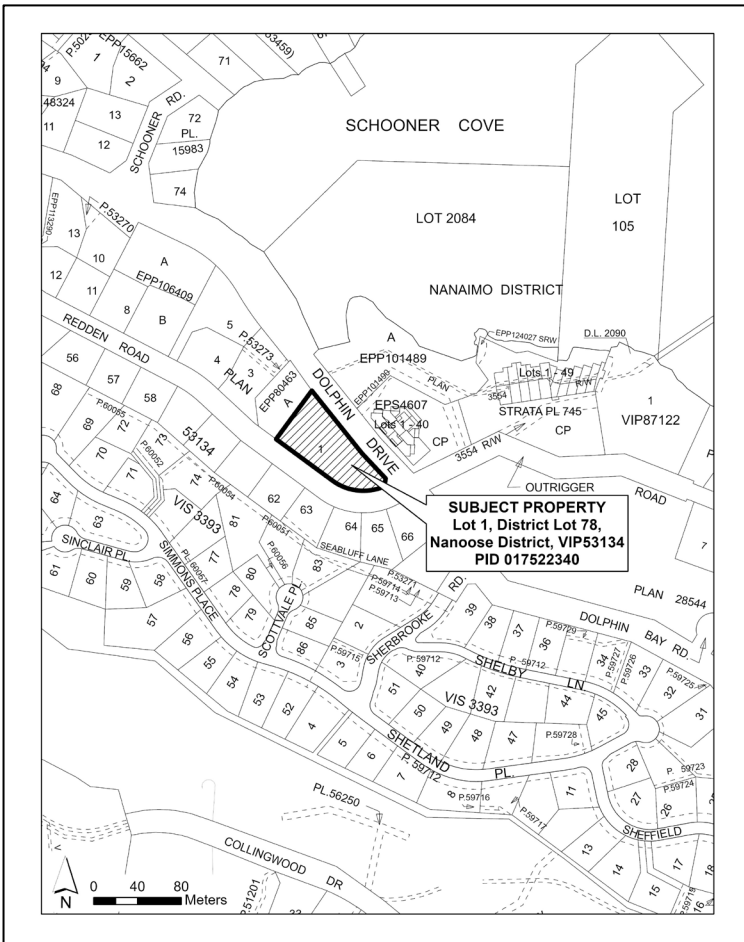 P.502
EPP15662
1
2
94
9
48324
11
13
12
SCHOONER RD.
71
53459)
72
PL.
15983
74
SCHOONER COVE
LOT 2084
LOT
105
NANAIMO DISTRICT
EPP113290
P.53270
13
12
10
11
A
EPP106409
8
B
5
4
3
PLAN
P.53273
EPP80463
A
REDDEN ROAD
DOLPHIN DRIVE
A
EPP101489
PLAN
EPP101490
EPS4607
Lots 1 - 40
CP
EPP124027 SRW
D.L. 2090
Lots 1 - 49
3554
R/W
STRATA PL 745
CP
1
VIP87122
3554 R/W
OUTRIGGER
ROAD
1
56
57
58
53134
68
P.60055
69
72
70
71
P.60052
73
74
P.60054
VIS 3393
81
62
63
64
65
66
P.60051
SEABLUFF LANE
SUBJECT PROPERTY
Lot 1, District Lot 78,
Nanoose District, VIP53134
PID 017522340
7
PLAN 28544
64
63
SINCLAIR PL.
61
60
59
58
SIMMONS PLACE
PL.60057
77
78
79
80
P.60056
SCOTTVALE PL
83
85
86
P.53271
P.59714
P.59713
2
P.59715
3
SHERBROOKE RD.
DOLPHIN BAY RD.
39
38
37
36
P.59729
34
P.59727
P.59726
33
32
P.59725
31
57
56
55
54
53
52
4
5
6
7
8
51
50
49
48
47
40
P. 59712
SHELBY LN
P. 59712
42
44
45
VIS 3393
P.59728
SHETLAND PL.
P. 59712
P.59716
P.59717
11
13
14
15
28
27
26
P. 59723
P.59724
SHEFFIELD
17
18
16
P.59718
PL.56250
COLLINGWOOD DR
P.51201
N
0 40 80
Meters